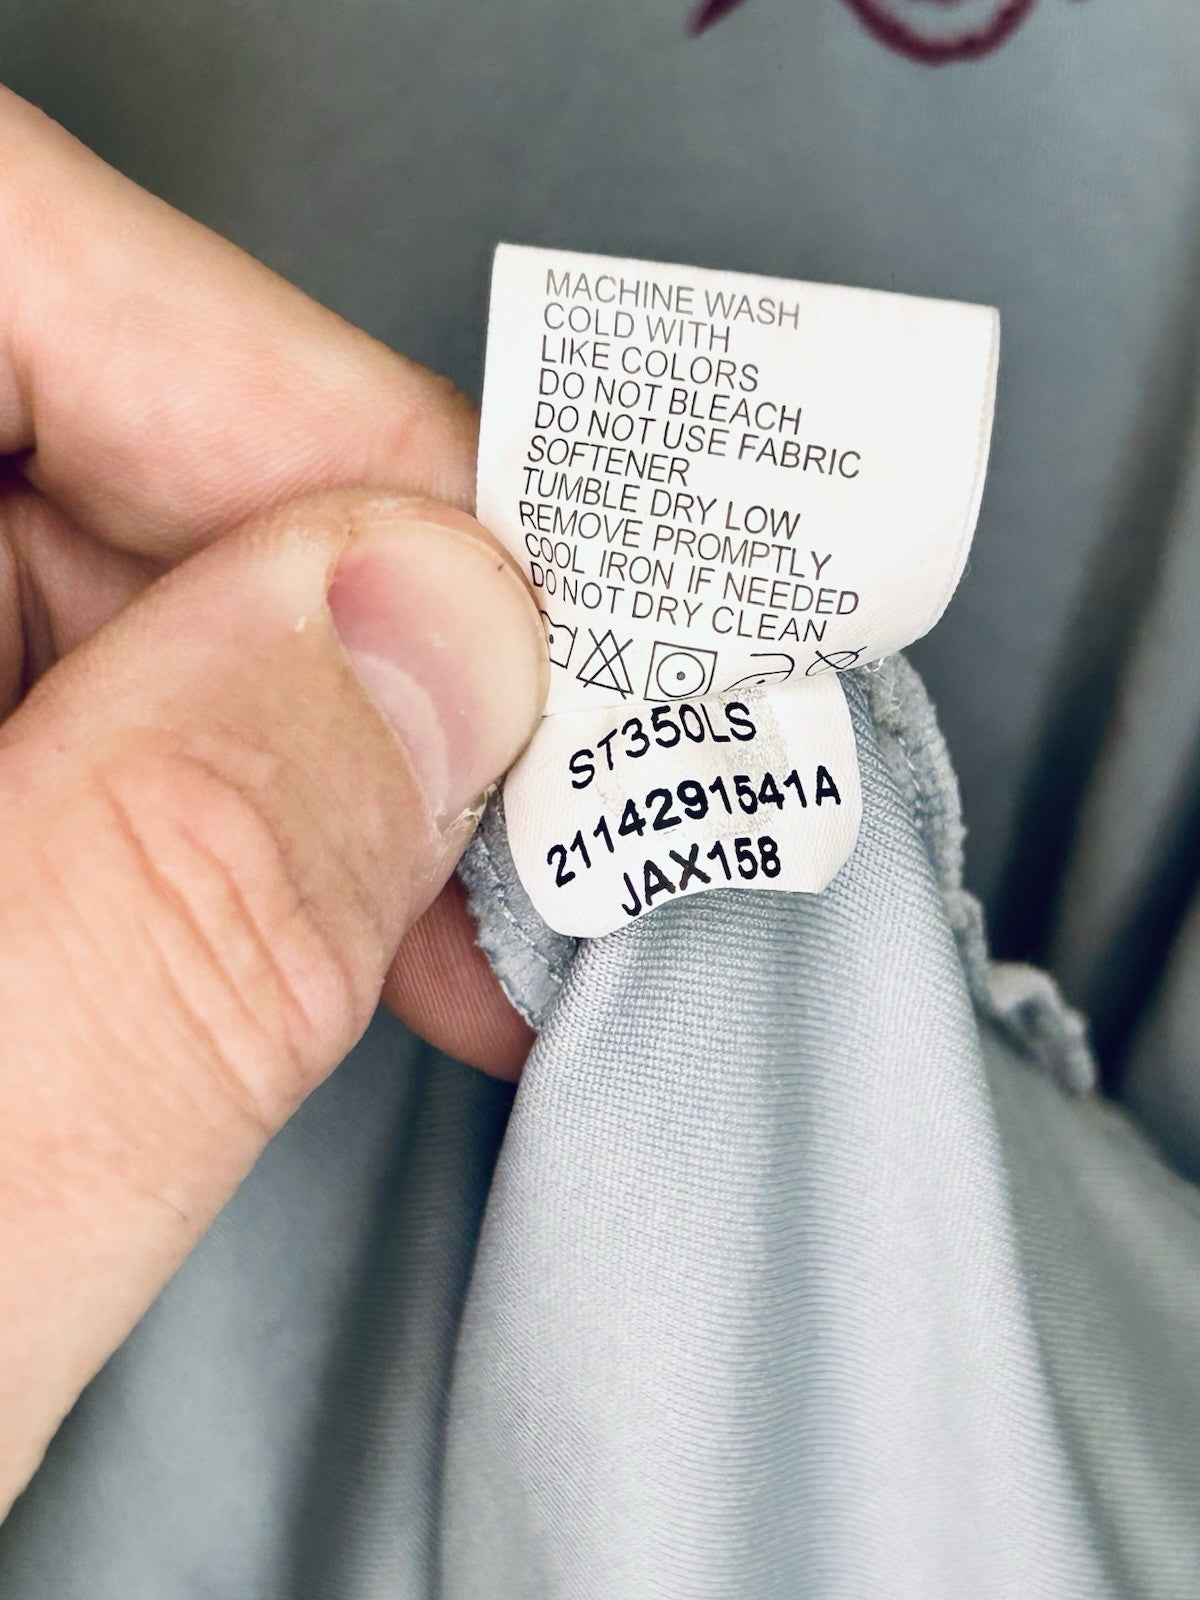 MACHINE WASH
COLD WITH
LIKE COLORS
DO NOT BLEACH
DO NOT USE FABRIC
SOFTENER
TUMBLE DRY LOW
REMOVE PROMPTLY
COOL IRON IF NEEDED
DO NOT DRY CLEAN
ST350LS
2114291541A
JAX158